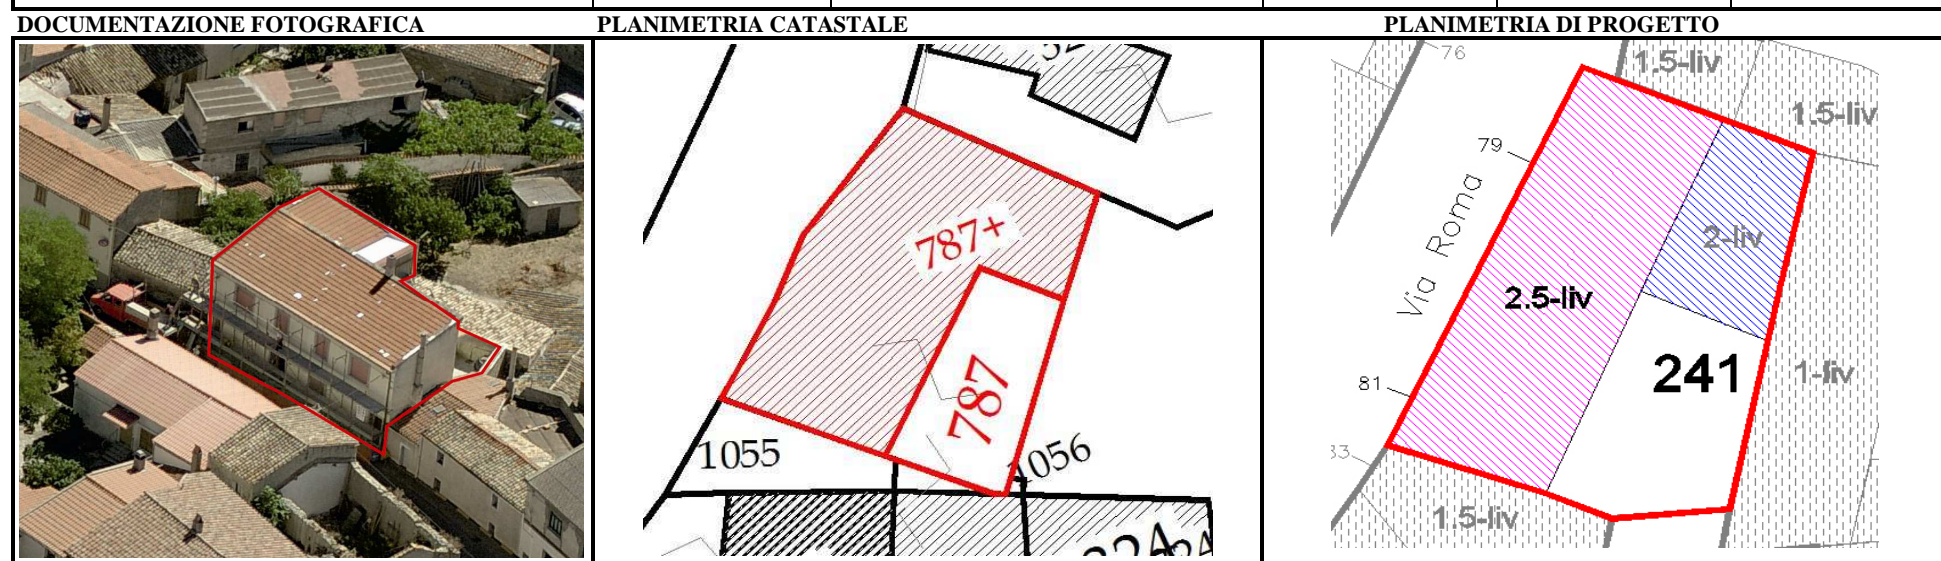 DOCUMENTAZIONE FOTOGRAFICA
PLANIMETRIA CATASTALE
PLANIMETRIA DI PROGETTO
787+
787
1055
1056
76
1.5-liv
1.5-liv
79
Via Roma
2-liv
2.5-liv
241
1-liv
81
33
1.5-liv